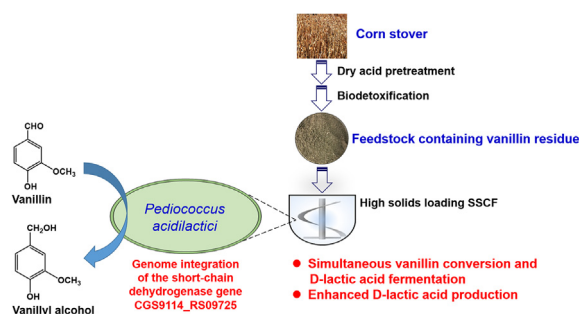 Corn stover
Dry acid pretreatment
Biodetoxification
Feedstock containing vanillin residue
High solids loading SSCF
● Simultaneous vanillin conversion and
D-lactic acid fermentation
● Enhanced D-lactic acid production
CHO
OCH₃
OH
Vanillin
CH₂OH
OCH₃
OH
Vanillyl alcohol
Pediococcus
acidilactici
Genome integration
of the short-chain
dehydrogenase gene
CGS9114_RS09725